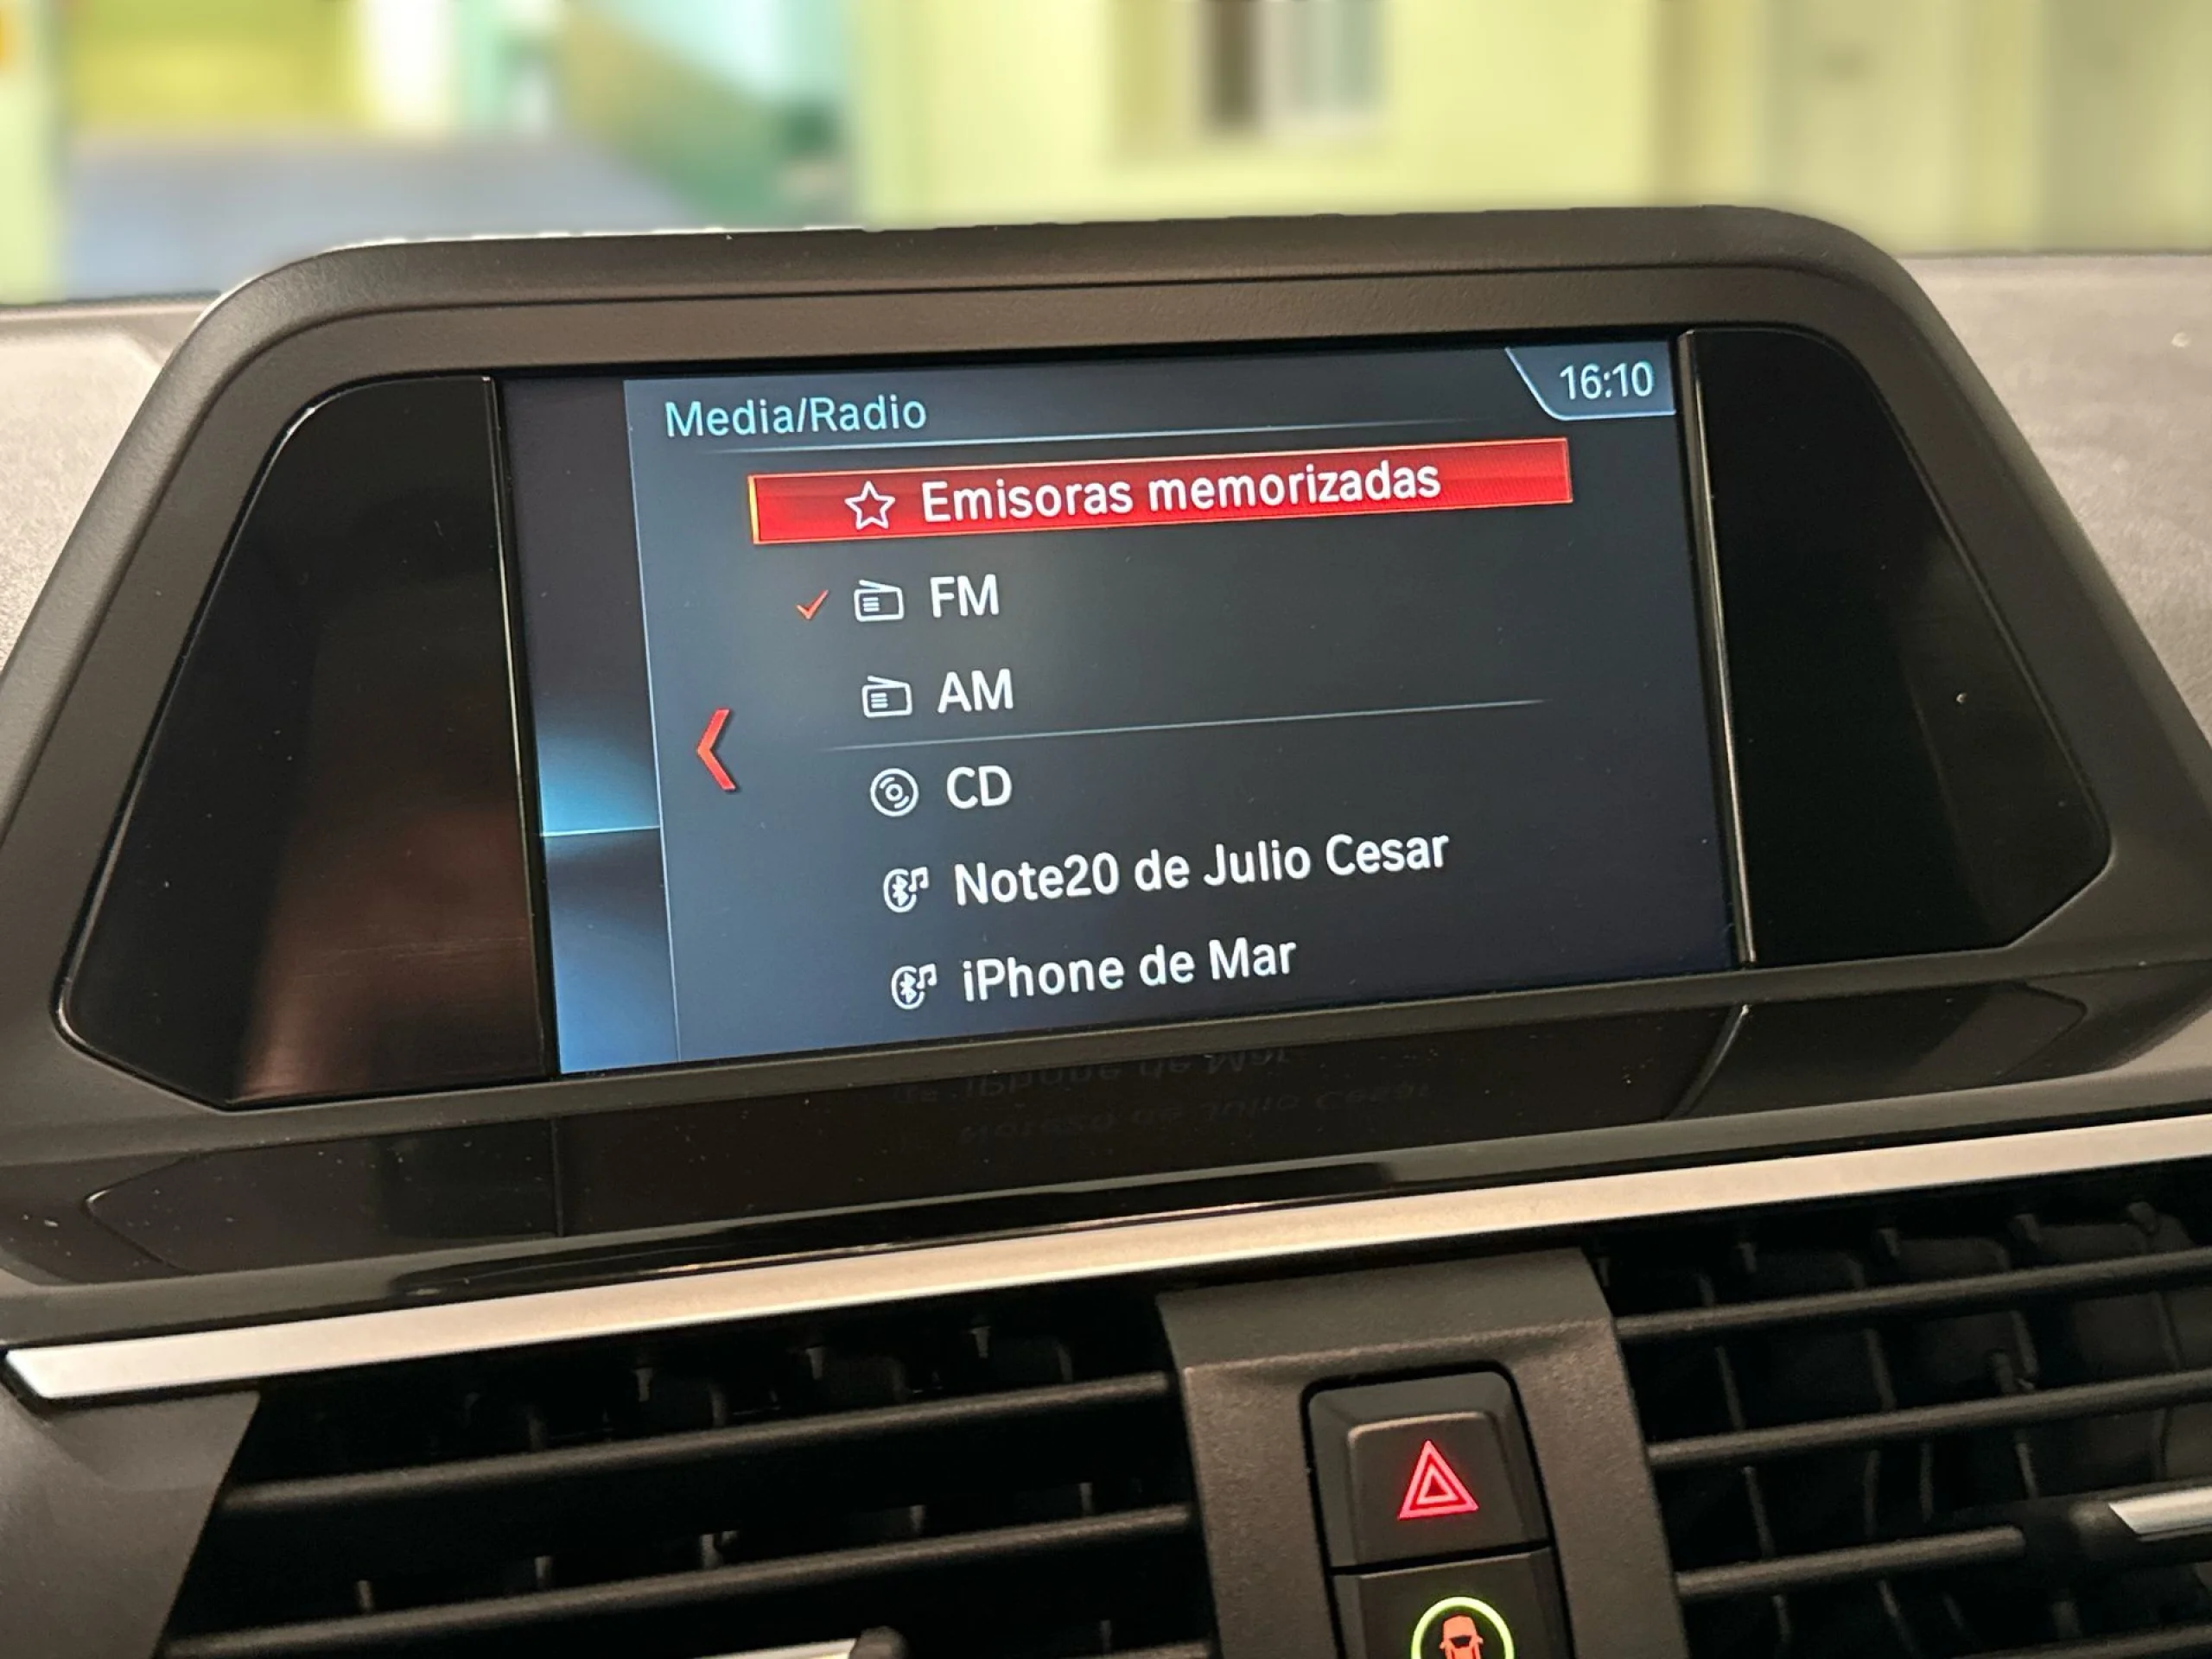 Media/Radio
16:10
Emisoras memorizadas
FM
AM
CD
Note20 de Julio Cesar
iPhone de Mar